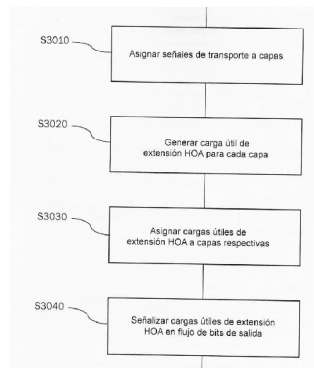 S3010
Asignar señales de transporte a capas
S3020
Generar carga útil de
extensión HOA para cada capa
S3030
Asignar cargas útiles de
extensión HOA a capas respectivas
S3040
Señalizar cargas útiles de extensión
HOA en flujo de bits de salida